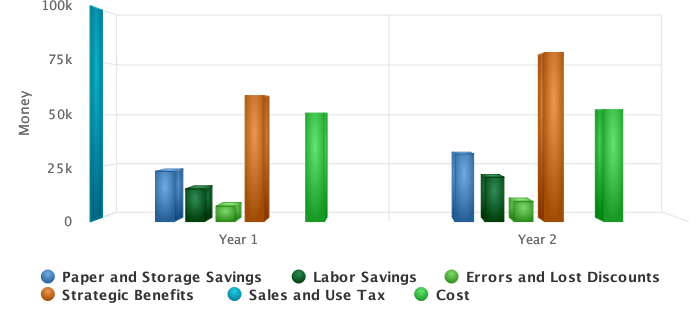 100k
75k
Money
50k
25k
0
Year 1 Year 2
Paper and Storage Savings Labor Savings Errors and Lost Discounts
Strategic Benefits Sales and Use Tax Cost